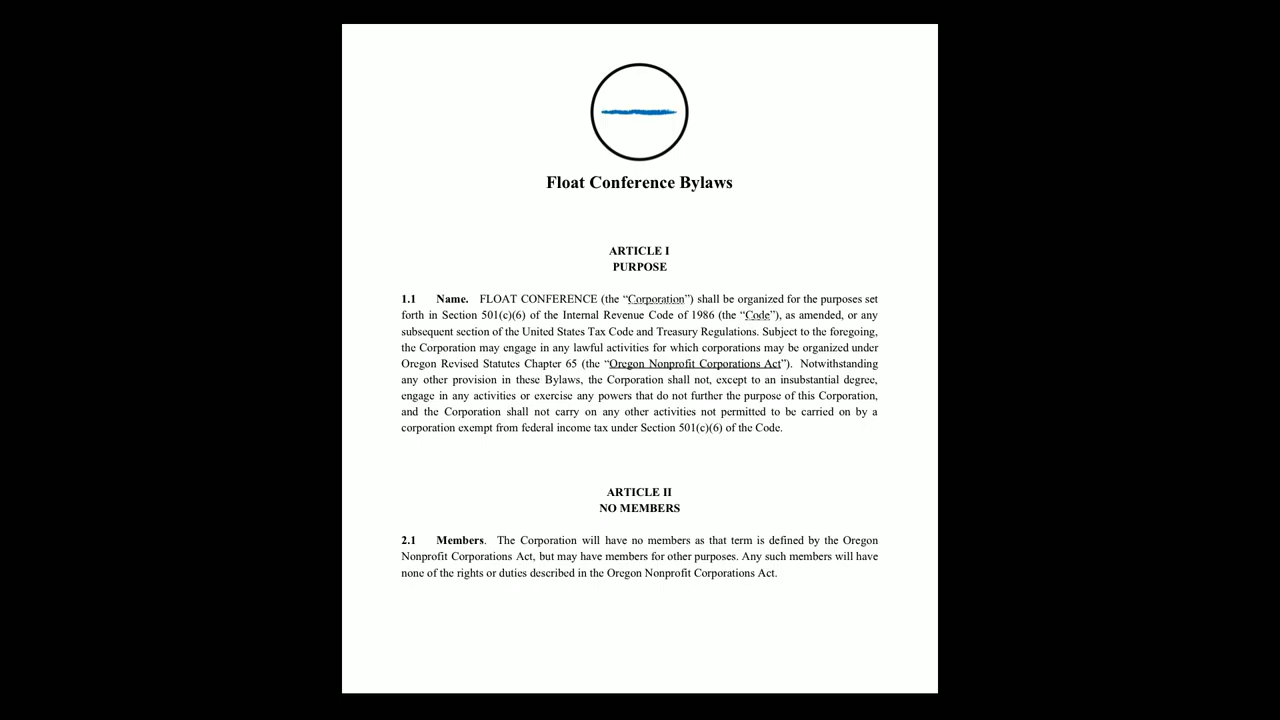 Float Conference Bylaws
ARTICLE I
PURPOSE
1.1 Name. FLOAT CONFERENCE (the “Corporation”) shall be organized for the purposes set
forth in Section 501(c)(6) of the Internal Revenue Code of 1986 (the “Code”), as amended, or any
subsequent section of the United States Tax Code and Treasury Regulations. Subject to the foregoing,
the Corporation may engage in any lawful activities for which corporations may be organized under
Oregon Revised Statutes Chapter 65 (the “Oregon Nonprofit Corporations Act”). Notwithstanding
any other provision in these Bylaws, the Corporation shall not, except to an insubstantial degree,
engage in any activities or exercise any powers that do not further the purpose of this Corporation,
and the Corporation shall not carry on any other activities not permitted to be carried on by a
corporation exempt from federal income tax under Section 501(c)(6) of the Code.
ARTICLE II
NO MEMBERS
2.1 Members. The Corporation will have no members as that term is defined by the Oregon
Nonprofit Corporations Act, but may have members for other purposes. Any such members will have
none of the rights or duties described in the Oregon Nonprofit Corporations Act.